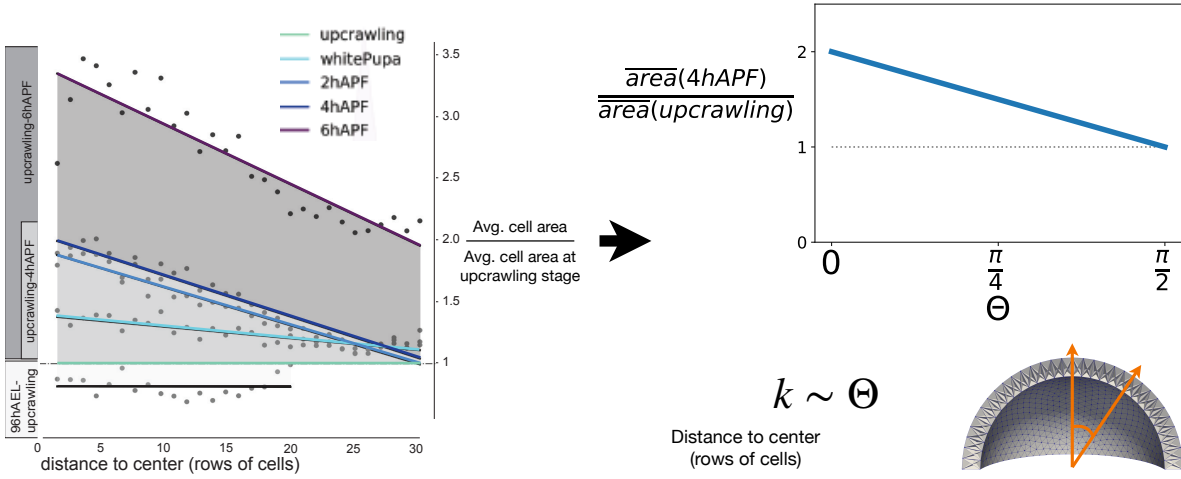 upcrawling
whitePupa
2hAPF
4hAPF
6hAPF
upcrawling-6hAPF
upcrawling-4hAPF
96hAEL-
upcrawling
3.5
3.0
2.5
2.0
1.5
1
Avg. cell area
Avg. cell area at
upcrawling stage
0 5 10 15 20 25 30
distance to center (rows of cells)
area(4hAPF)
area(upcrawling)
2
1
0
0 π/4 π/2
Θ
k ∼ Θ
Distance to center
(rows of cells)